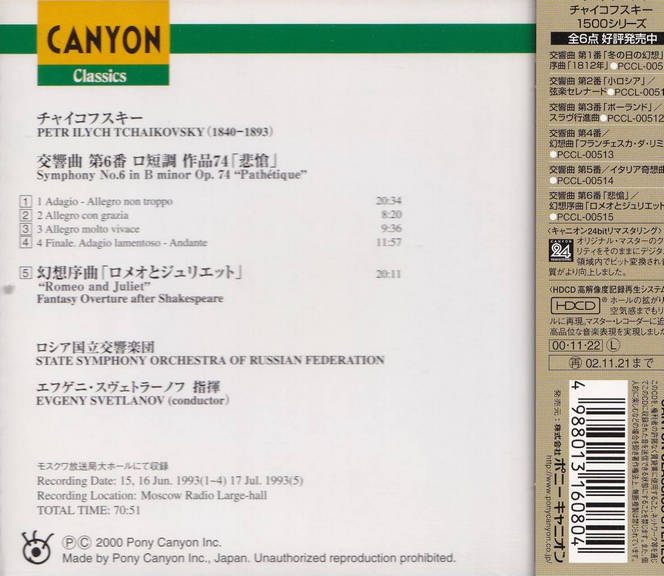 CANYON
Classics
チャイコフスキー
PETR ILYCH TCHAIKOVSKY (1840–1893)
交響曲 第6番 ロ短調 作品74「悲愴」
Symphony No.6 in B minor Op. 74 “Pathétique”
1 1 Adagio - Allegro non troppo 20:34
2 2 Allegro con grazia 8:20
3 3 Allegro molto vivace 9:36
4 4 Finale. Adagio lamentoso - Andante 11:57
5 幻想序曲「ロメオとジュリエット」 20:11
“Romeo and Juliet”
Fantasy Overture after Shakespeare
ロシア国立交響楽団
STATE SYMPHONY ORCHESTRA OF RUSSIAN FEDERATION
エフゲニ・スヴェトラーノフ 指揮
EVGENY SVETLANOV (conductor)
モスクワ放送局大ホールにて収録
Recording Date: 15, 16 Jun. 1993(1~4) 17 Jul. 1993(5)
Recording Location: Moscow Radio Large-hall
TOTAL TIME: 70:51
ⓅⒸ 2000 Pony Canyon Inc.
Made by Pony Canyon Inc., Japan. Unauthorized reproduction prohibited.
チャイコフスキー
1500シリーズ
全6点 好評発売中
交響曲 第1番「冬の日の幻想」
序曲「1812年」●PCCL-005
交響曲 第2番「小ロシア」／
弦楽セレナード●PCCL-0051
交響曲 第3番「ポーランド」／
スラヴ行進曲●PCCL-00512
交響曲 第4番／
幻想曲「フランチェスカ・ダ・リミ
●PCCL-00513
交響曲 第5番／イタリア奇想曲
●PCCL-00514
交響曲 第6番「悲愴」／
幻想序曲「ロメオとジュリエット
●PCCL-00515
〈キャニオン24bitリマスタリング〉
CANYON 24
オリジナル・マスターのク
リティをそのままにデジタ
領域内でビット変換され
質がより向上しました。
〈HDCD 高解像度記録再生システム
HDCD ® ホールの拡がり
空気感までもリ
ルに再現。マスター・レコーダーに迫
高品位な音楽表現を実現しました
00・11・22 Ⓛ
再 02.11.21まで
4 988013 160804
発売元：株式会社ポニーキャニオン
http://www.ponycanyon.co.jp/